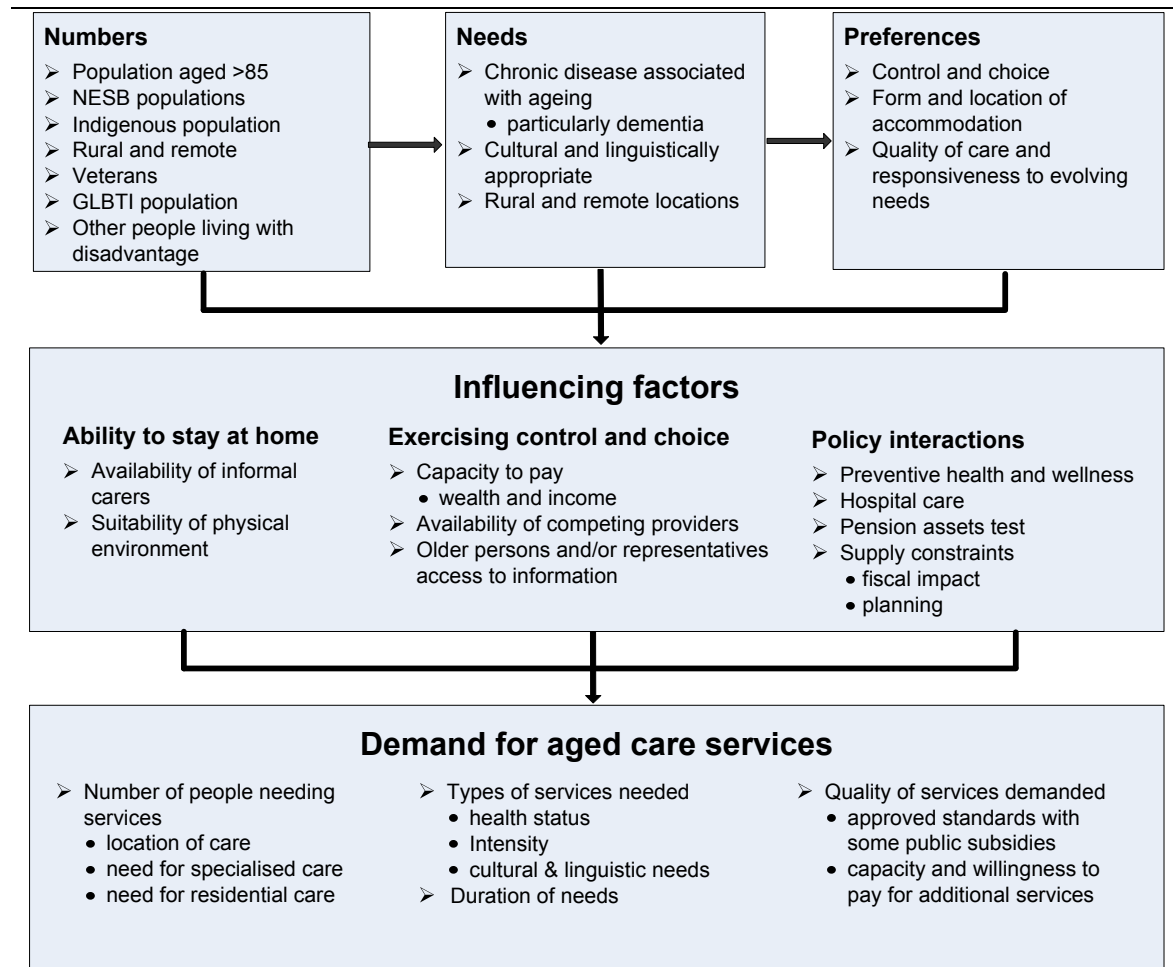 Numbers
➢ Population aged >85
➢ NESB populations
➢ Indigenous population
➢ Rural and remote
➢ Veterans
➢ GLBTI population
➢ Other people living with
disadvantage
Needs
➢ Chronic disease associated
with ageing
• particularly dementia
➢ Cultural and linguistically
appropriate
➢ Rural and remote locations
Preferences
➢ Control and choice
➢ Form and location of
accommodation
➢ Quality of care and
responsiveness to evolving
needs
Influencing factors
Ability to stay at home
➢ Availability of informal
carers
➢ Suitability of physical
environment
Exercising control and choice
➢ Capacity to pay
• wealth and income
➢ Availability of competing providers
➢ Older persons and/or representatives
access to information
Policy interactions
➢ Preventive health and wellness
➢ Hospital care
➢ Pension assets test
➢ Supply constraints
• fiscal impact
• planning
Demand for aged care services
➢ Number of people needing
services
• location of care
• need for specialised care
• need for residential care
➢ Types of services needed
• health status
• Intensity
• cultural & linguistic needs
➢ Duration of needs
➢ Quality of services demanded
• approved standards with
some public subsidies
• capacity and willingness to
pay for additional services